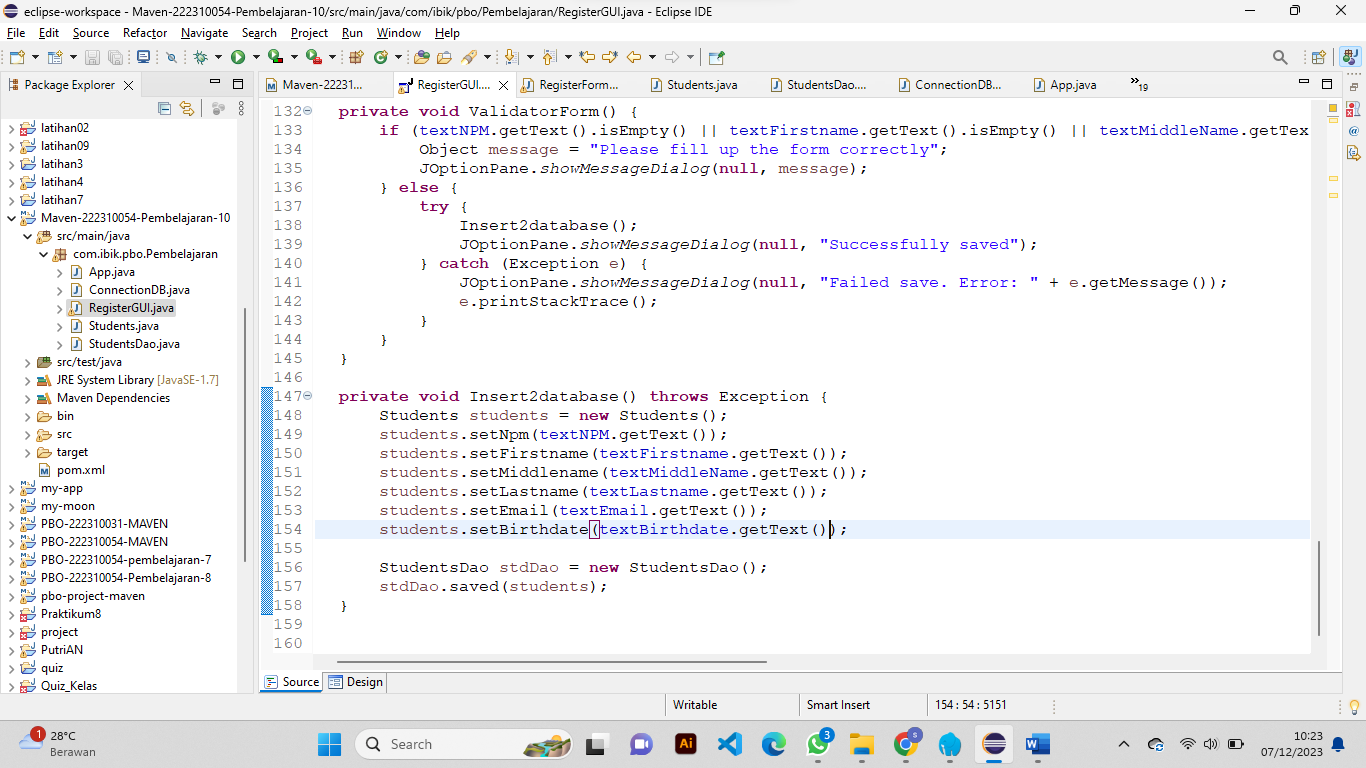 eclipse-workspace - Maven-222310054-Pembelajaran-10/src/main/java/com/ibik/pbo/Pembelajaran/RegisterGUI.java - Eclipse IDE
File Edit Source Refactor Navigate Search Project Run Window Help
Package Explorer
Maven-22231... RegisterGUI.... RegisterForm... Students.java StudentsDao.... ConnectionDB... App.java »19
latihan02
latihan09
latihan3
latihan4
latihan7
Maven-222310054-Pembelajaran-10
src/main/java
com.ibik.pbo.Pembelajaran
App.java
ConnectionDB.java
RegisterGUI.java
Students.java
StudentsDao.java
src/test/java
JRE System Library [JavaSE-1.7]
Maven Dependencies
bin
src
target
pom.xml
my-app
my-moon
PBO-222310031-MAVEN
PBO-222310054-MAVEN
PBO-222310054-pembelajaran-7
PBO-222310054-Pembelajaran-8
pbo-project-maven
Praktikum8
project
PutriAN
quiz
Quiz_Kelas
132 private void ValidatorForm() {
133 if (textNPM.getText().isEmpty() || textFirstname.getText().isEmpty() || textMiddleName.getTex
134 Object message = "Please fill up the form correctly";
135 JOptionPane.showMessageDialog(null, message);
136 } else {
137 try {
138 Insert2database();
139 JOptionPane.showMessageDialog(null, "Successfully saved");
140 } catch (Exception e) {
141 JOptionPane.showMessageDialog(null, "Failed save. Error: " + e.getMessage());
142 e.printStackTrace();
143 }
144 }
145 }
146
147 private void Insert2database() throws Exception {
148 Students students = new Students();
149 students.setNpm(textNPM.getText());
150 students.setFirstname(textFirstname.getText());
151 students.setMiddlename(textMiddleName.getText());
152 students.setLastname(textLastname.getText());
153 students.setEmail(textEmail.getText());
154 students.setBirthdate(textBirthdate.getText());
155
156 StudentsDao stdDao = new StudentsDao();
157 stdDao.saved(students);
158 }
159
160
Source Design
Writable Smart Insert 154 : 54 : 5151
1 28°C
Berawan
Search
Ai
3
S
10:23
07/12/2023